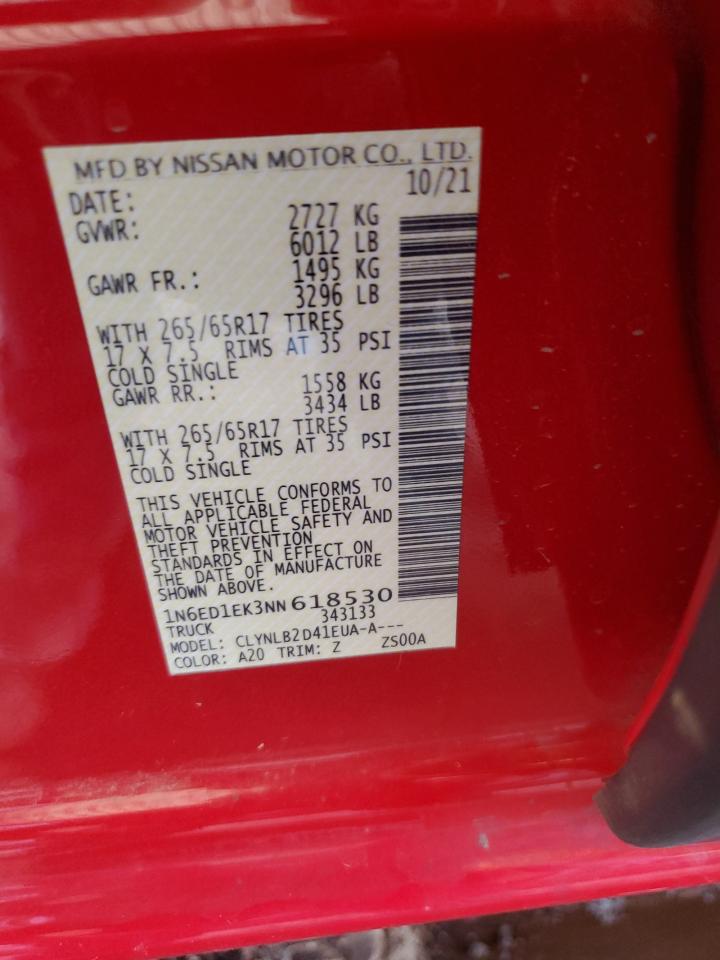 MFD BY NISSAN MOTOR CO., LTD.
DATE: 10/21
GVWR: 2727 KG
6012 LB
GAWR FR.: 1495 KG
3296 LB
WITH 265/65R17 TIRES
17 X 7.5 RIMS AT 35 PSI
COLD SINGLE
GAWR RR.: 1558 KG
3434 LB
WITH 265/65R17 TIRES
17 X 7.5 RIMS AT 35 PSI
COLD SINGLE
THIS VEHICLE CONFORMS TO
ALL APPLICABLE FEDERAL
MOTOR VEHICLE SAFETY AND
THEFT PREVENTION
STANDARDS IN EFFECT ON
THE DATE OF MANUFACTURE
SHOWN ABOVE.
1N6ED1EK3NN 618530
TRUCK 343133
MODEL: CLYNLB2D41EUA-A---
COLOR: A20 TRIM: Z ZS00A